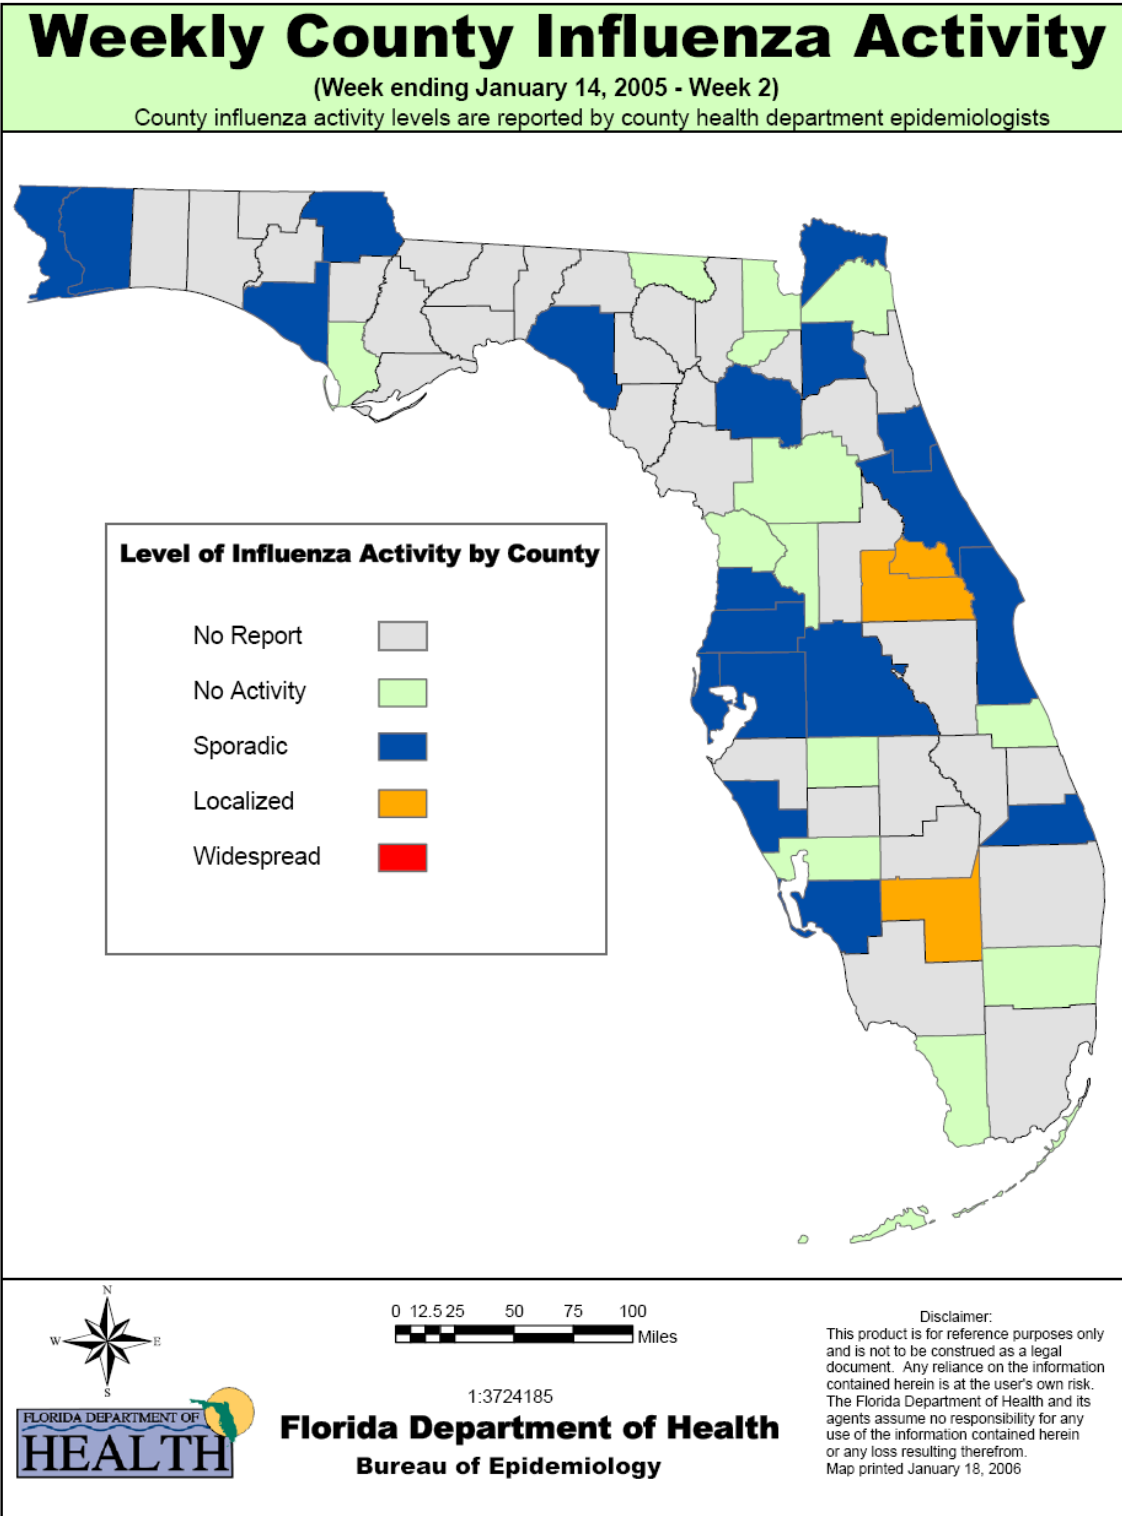 Weekly County Influenza Activity
(Week ending January 14, 2005 - Week 2)
County influenza activity levels are reported by county health department epidemiologists
Level of Influenza Activity by County
No Report
No Activity
Sporadic
Localized
Widespread
N
W
E
S
FLORIDA DEPARTMENT OF
HEALTH
0 12.5 25 50 75 100
Miles
1:3724185
Florida Department of Health
Bureau of Epidemiology
Disclaimer:
This product is for reference purposes only
and is not to be construed as a legal
document. Any reliance on the information
contained herein is at the user's own risk.
The Florida Department of Health and its
agents assume no responsibility for any
use of the information contained herein
or any loss resulting therefrom.
Map printed January 18, 2006